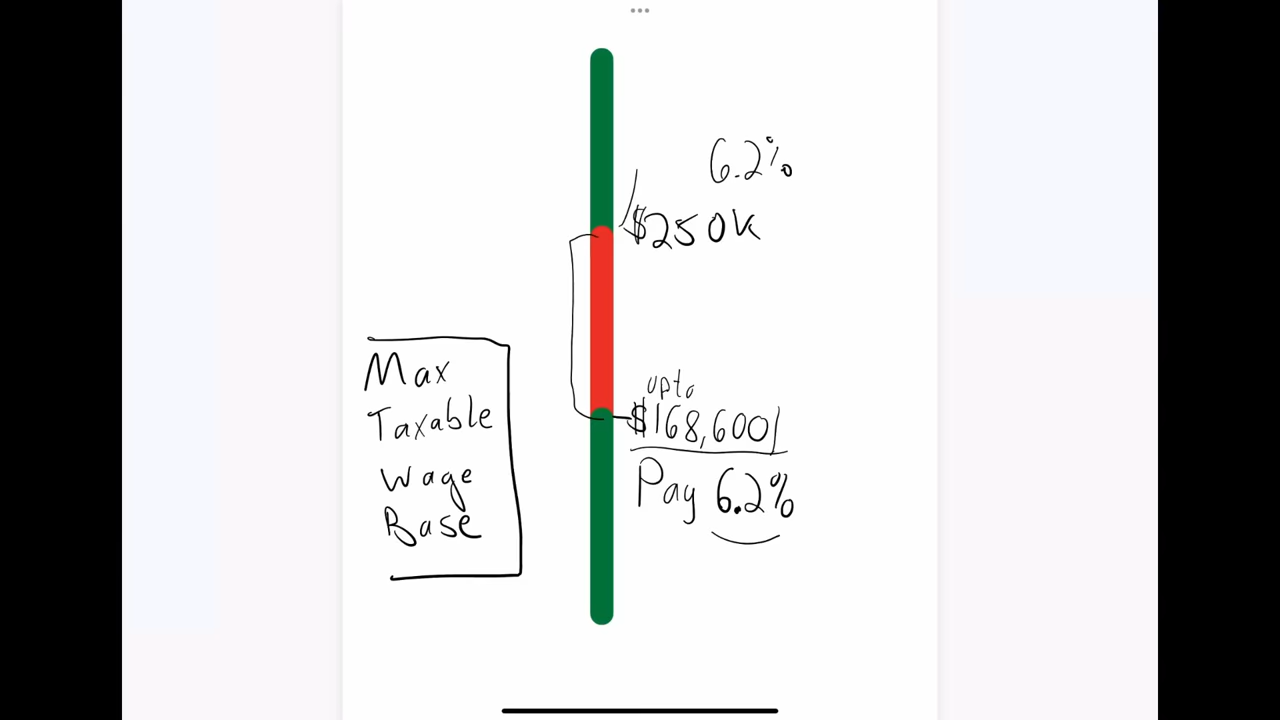 6.2%
$250K
Max
Taxable
Wage
Base
upto
$168,600
Pay 6.2%